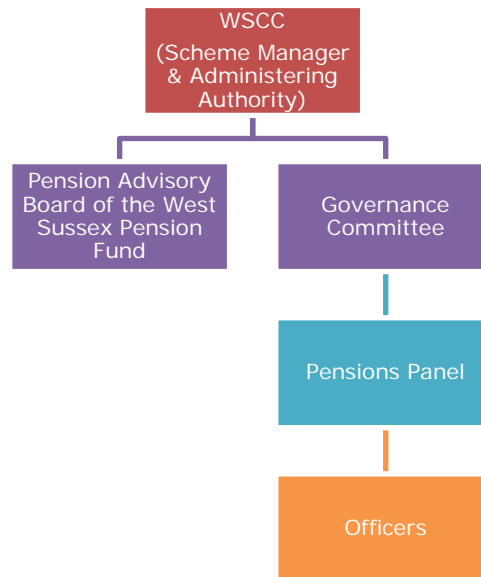 WSCC
(Scheme Manager
& Administering
Authority)
Pension Advisory
Board of the West
Sussex Pension
Fund
Governance
Committee
Pensions Panel
Officers